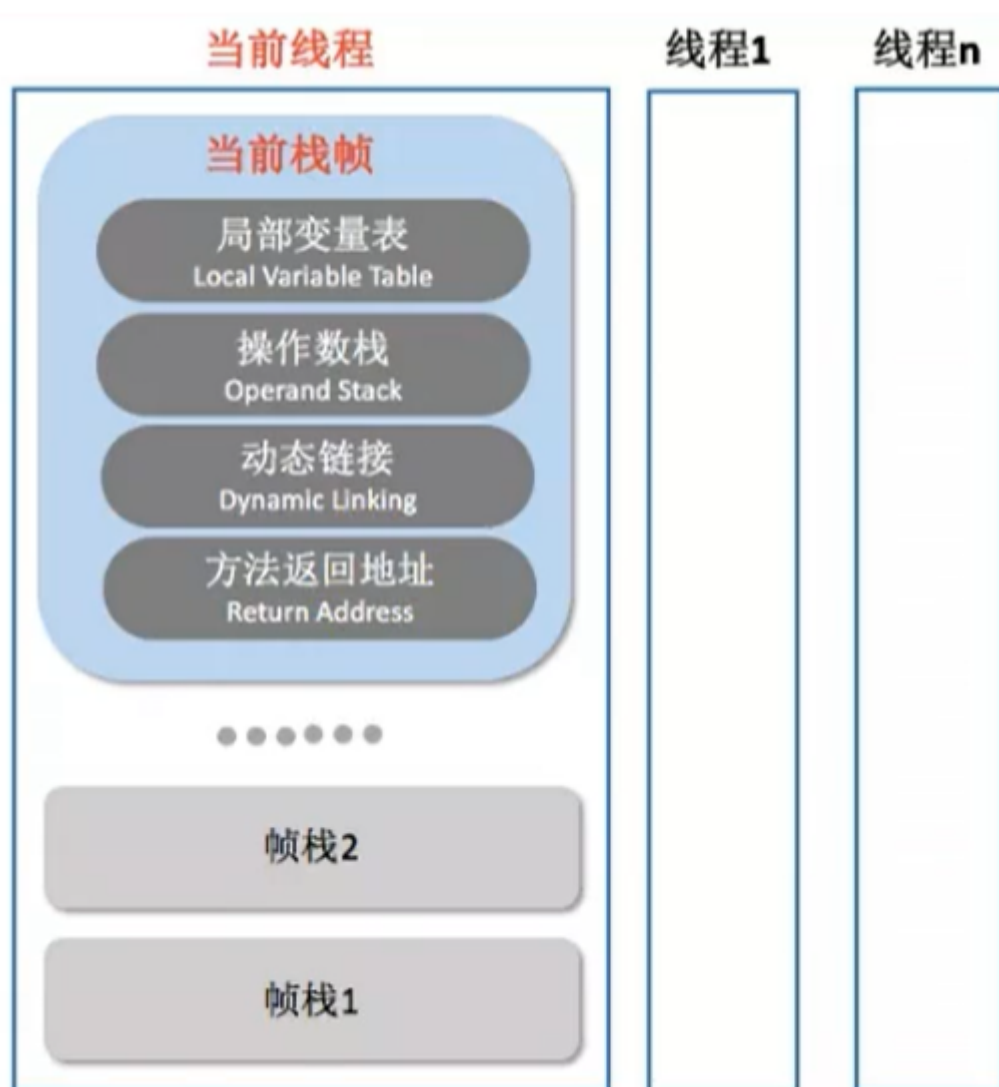 当前线程
线程1
线程n
当前栈帧
局部变量表
Local Variable Table
操作数栈
Operand Stack
动态链接
Dynamic Linking
方法返回地址
Return Address
帧栈2
帧栈1